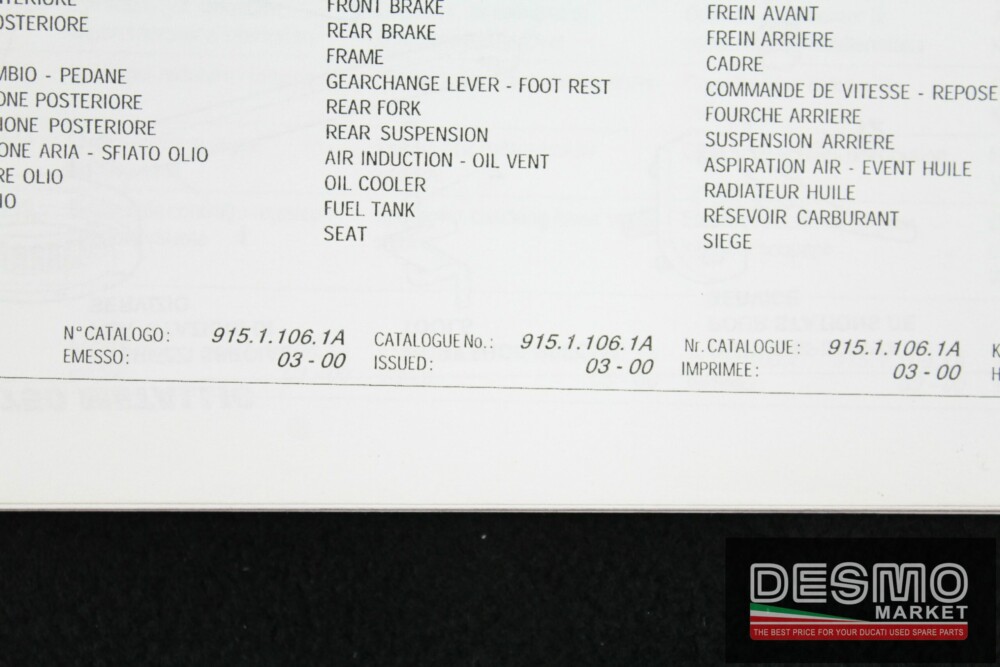 POSTERIORE
MBIO - PEDANE
ONE POSTERIORE
IONE POSTERIORE
ONE ARIA - SFIATO OLIO
RE OLIO
FRONT BRAKE
REAR BRAKE
FRAME
GEARCHANGE LEVER - FOOT REST
REAR FORK
REAR SUSPENSION
AIR INDUCTION - OIL VENT
OIL COOLER
FUEL TANK
SEAT
FREIN AVANT
FREIN ARRIERE
CADRE
COMMANDE DE VITESSE - REPOSE
FOURCHE ARRIERE
SUSPENSION ARRIERE
ASPIRATION AIR - EVENT HUILE
RADIATEUR HUILE
RÉSEVOIR CARBURANT
SIEGE
N° CATALOGO: 915.1.106.1A
EMESSO: 03 - 00
CATALOGUE No.: 915.1.106.1A
ISSUED: 03 - 00
Nr. CATALOGUE: 915.1.106.1A
IMPRIMEE: 03 - 00
DESMO
MARKET
THE BEST PRICE FOR YOUR DUCATI USED SPARE PARTS